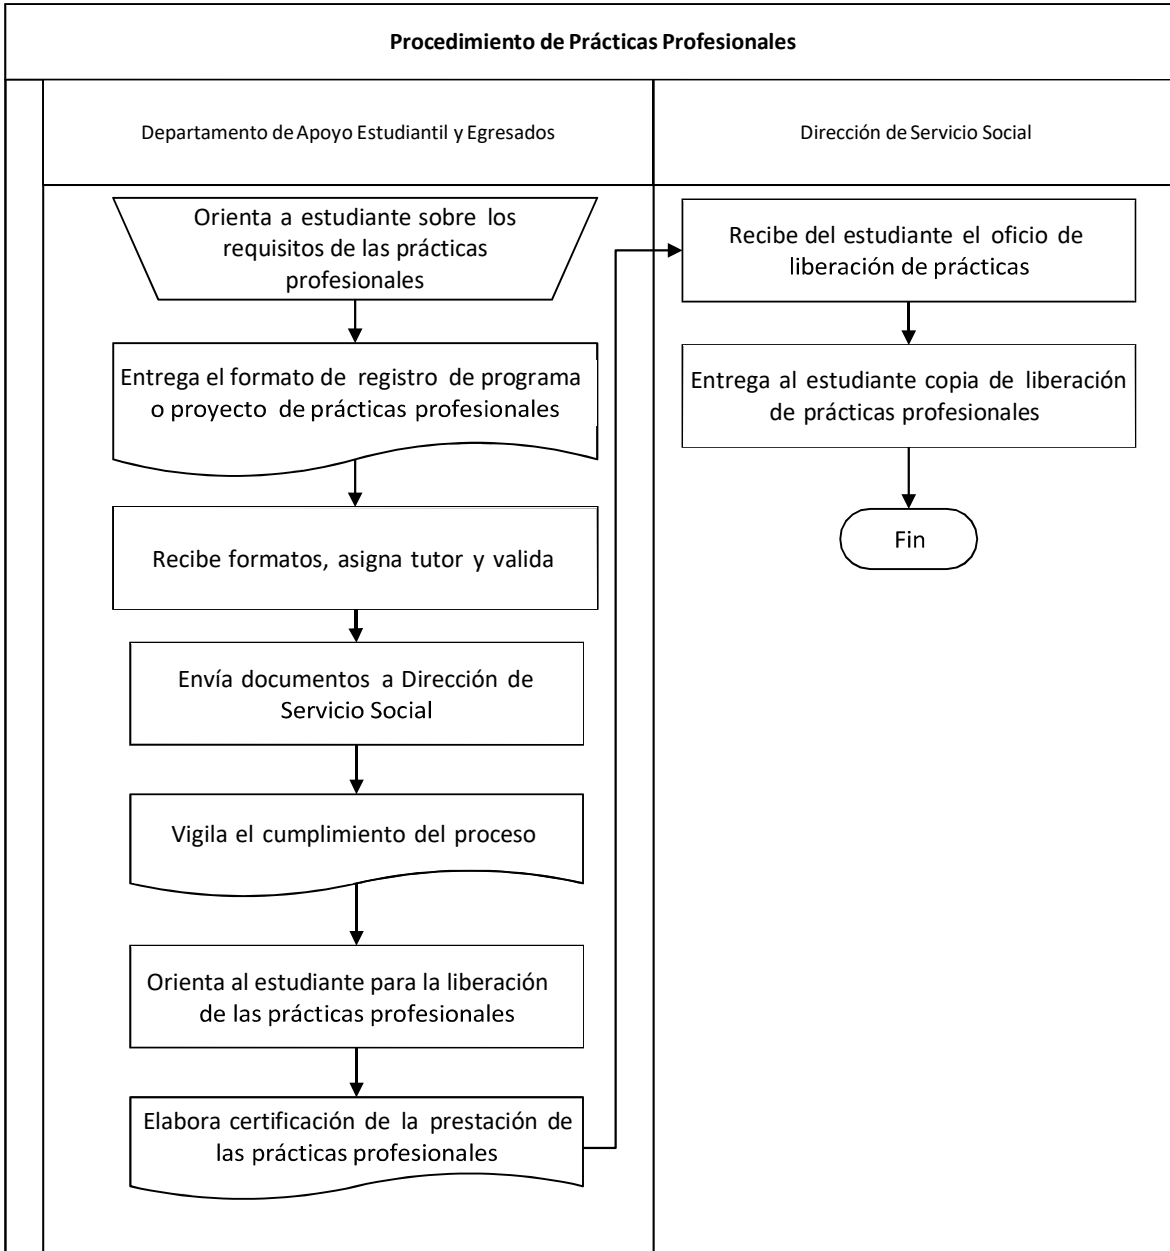 Procedimiento de Prácticas Profesionales
Departamento de Apoyo Estudiantil y Egresados
Dirección de Servicio Social
Orienta a estudiante sobre los
requisitos de las prácticas
profesionales
Entrega el formato de registro de programa
o proyecto de prácticas profesionales
Recibe formatos, asigna tutor y valida
Envía documentos a Dirección de
Servicio Social
Vigila el cumplimiento del proceso
Orienta al estudiante para la liberación
de las prácticas profesionales
Elabora certificación de la prestación de
las prácticas profesionales
Recibe del estudiante el oficio de
liberación de prácticas
Entrega al estudiante copia de liberación
de prácticas profesionales
Fin